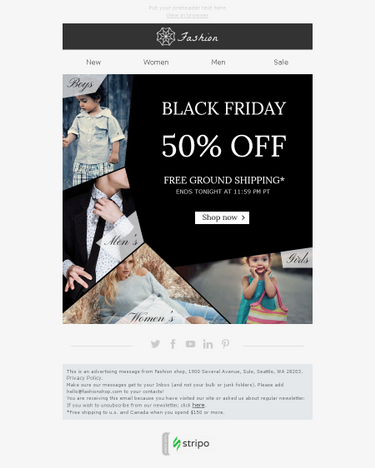 Put your preheader text here
View in browser
Fashion
New Women Men Sale
Boys
BLACK FRIDAY
50% OFF
FREE GROUND SHIPPING*
ENDS TONIGHT AT 11:59 PM PT
Shop now
Men's
Girls
Women's
This is an advertising message from fashion shop, 1000 Several Avenue, Sulo, Seattle, WA 28203.
Privacy Policy.
Make sure our messages get to your Inbox (and not your bulk or junk folders). Please add
hello@fashionshop.com to your contacts!
You are receiving this email because you have visited our site or asked us about regular newsletter.
If you wish to unsubscribe from our newsletter, click here.
*Free shipping to u.s. and Canada when you spend $150 or more.
stripo